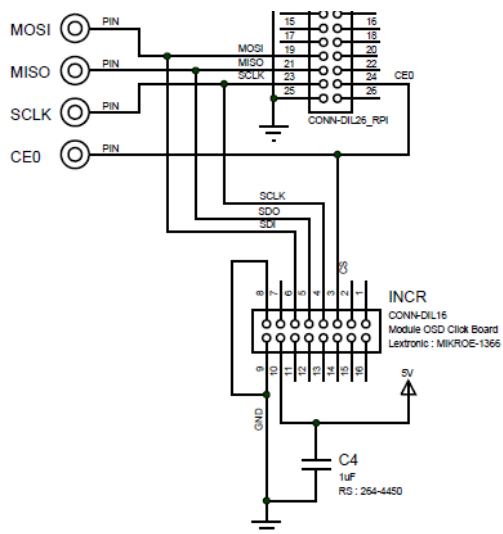 15 16
17 18
MOSI PIN MOSI 19 20
MISO PIN MISO 21 22
SCLK 23 24 CE0
SCLK PIN 25 26
CONN-DIL26_RPI
CE0 PIN
SCLK
SDO
SDI
CS
8 7 6 5 4 3 2 1
INCR
CONN-DIL16
Module OSD Click Board
Lextronic : MIKROE-1366
9 10 11 12 13 14 15 16
5V
GND
C4
1uF
RS : 264-4450